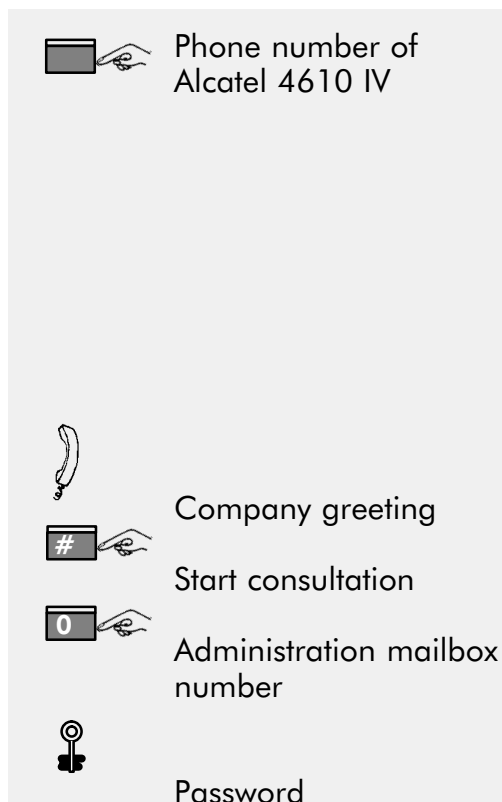 Phone number of
Alcatel 4610 IV
Company greeting
#
Start consultation
0
Administration mailbox
number
Password